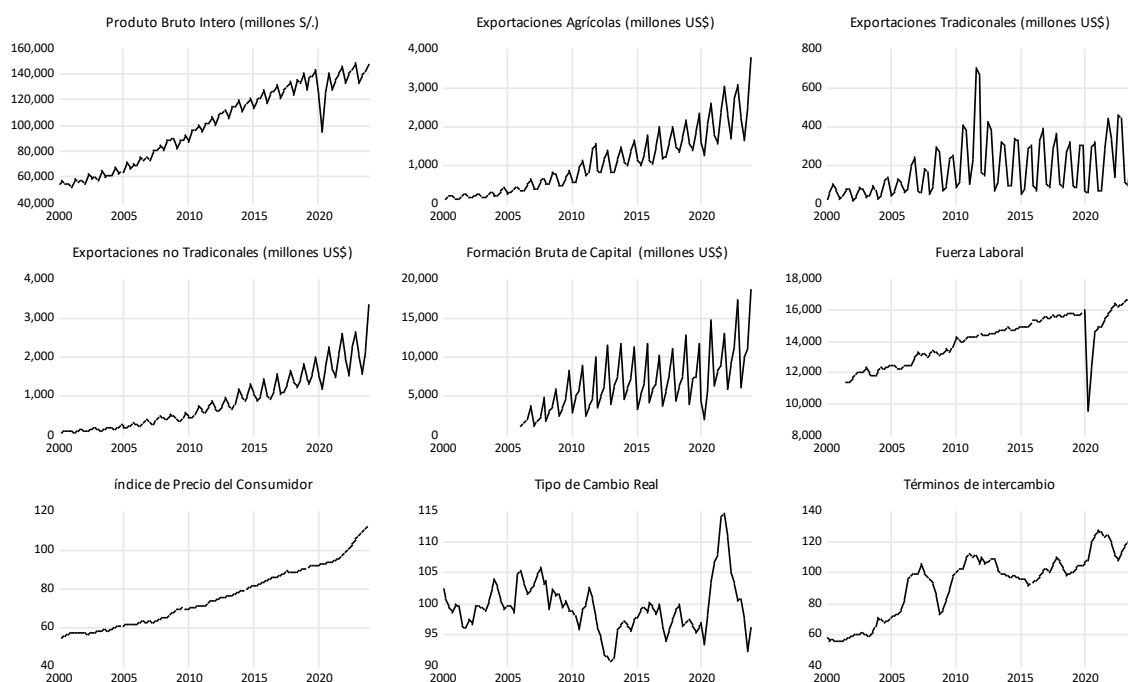 Produto Bruto Intero (millones S/.)
160,000
140,000
120,000
100,000
80,000
60,000
40,000
2000 2005 2010 2015 2020
Exportaciones Agrícolas (millones US$)
4,000
3,000
2,000
1,000
0
2000 2005 2010 2015 2020
Exportaciones Tradiconales (millones US$)
800
600
400
200
0
2000 2005 2010 2015 2020
Exportaciones no Tradiconales (millones US$)
4,000
3,000
2,000
1,000
0
2000 2005 2010 2015 2020
Formación Bruta de Capital (millones US$)
20,000
15,000
10,000
5,000
0
2000 2005 2010 2015 2020
Fuerza Laboral
18,000
16,000
14,000
12,000
10,000
8,000
2000 2005 2010 2015 2020
índice de Precio del Consumidor
120
100
80
60
40
2000 2005 2010 2015 2020
Tipo de Cambio Real
115
110
105
100
95
90
2000 2005 2010 2015 2020
Términos de intercambio
140
120
100
80
60
40
2000 2005 2010 2015 2020